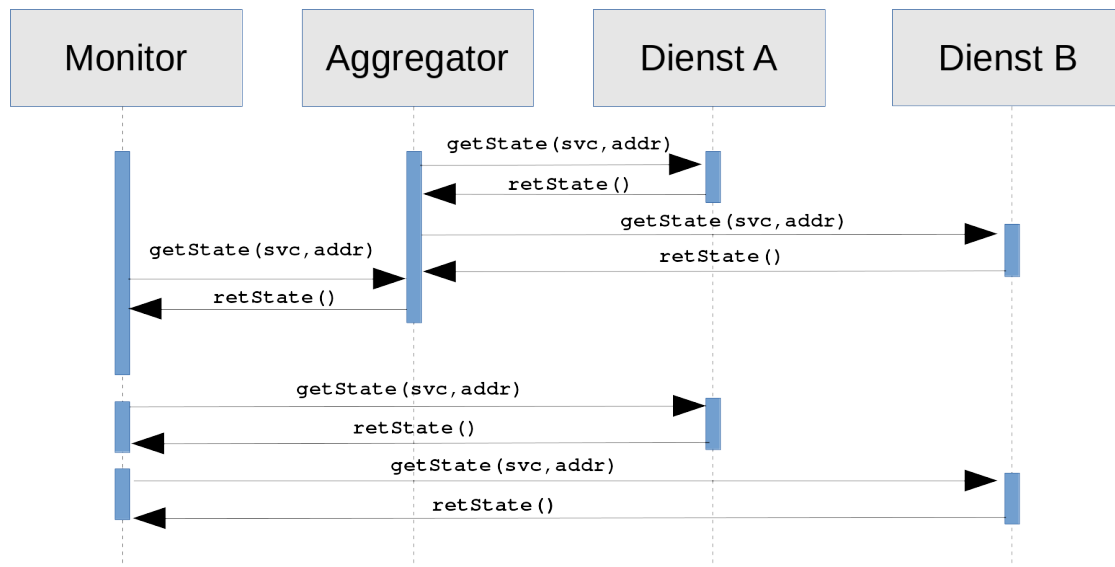 Monitor
Aggregator
Dienst A
Dienst B
getState(svc,addr)
retState()
getState(svc,addr)
getState(svc,addr)
retState()
retState()
getState(svc,addr)
retState()
getState(svc,addr)
retState()